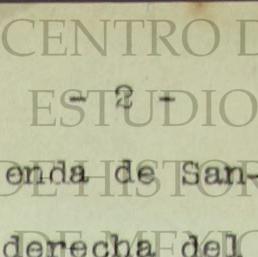 CENTRO D
- 2 -
ESTUDIO
enda de San-
DE HISTOR
derecha del
DE MEXIC